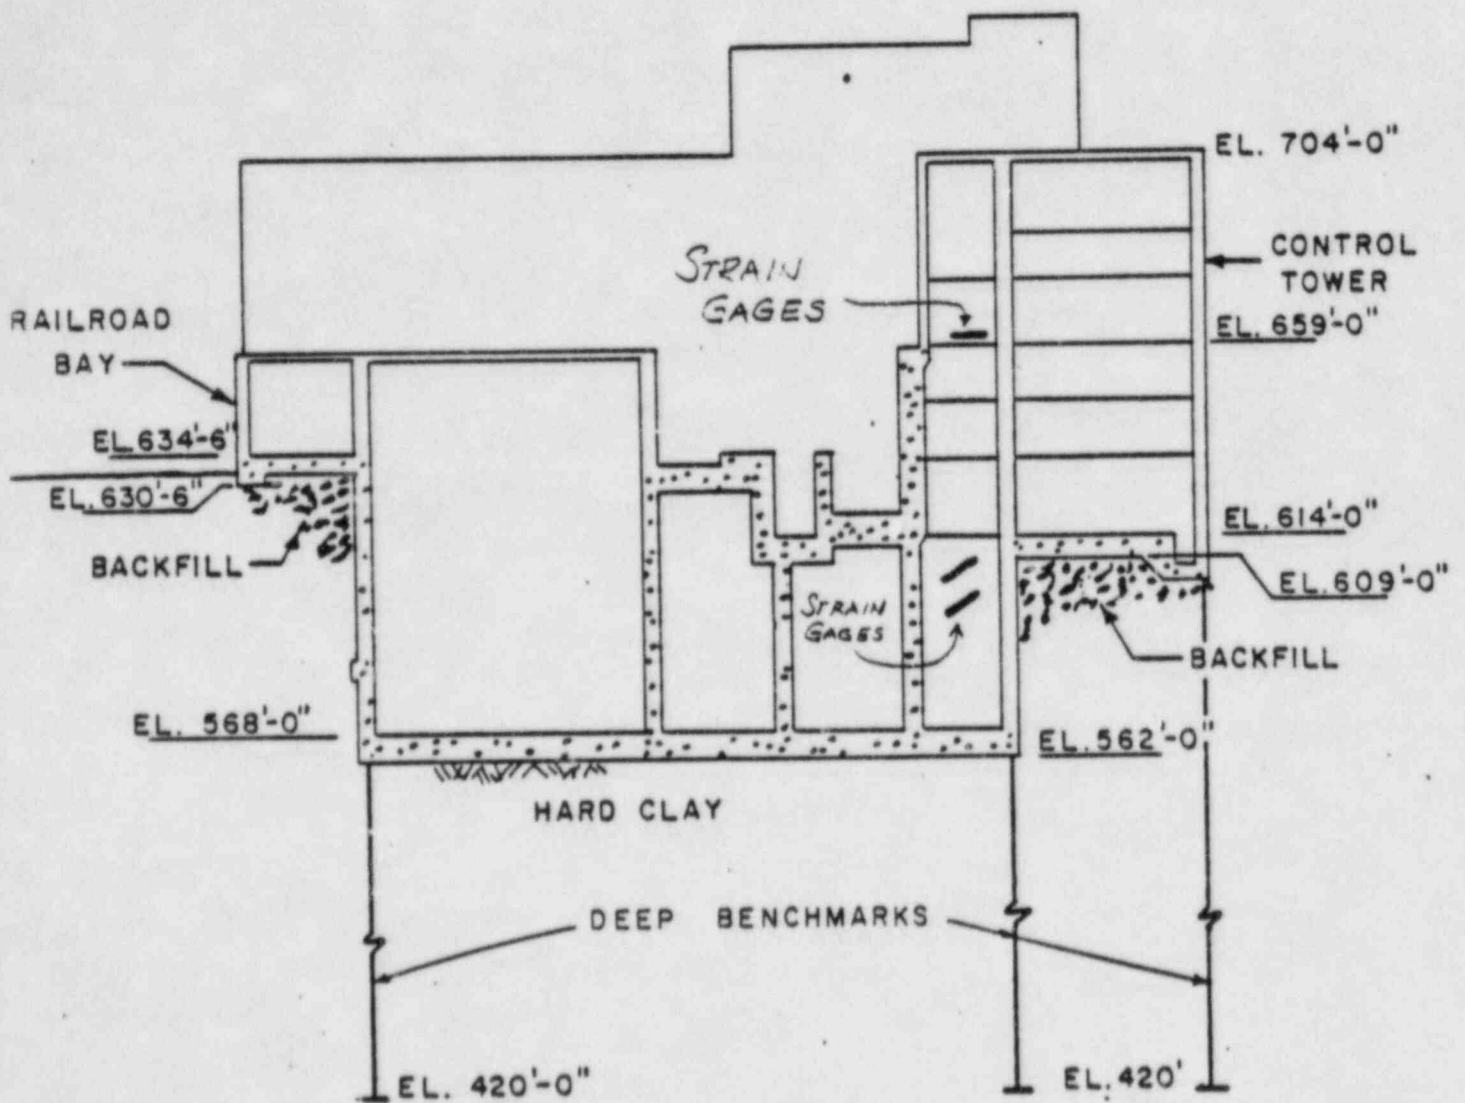 EL. 704'-0"
CONTROL
TOWER
STRAIN
GAGES
RAILROAD
BAY
EL. 659'-0"
EL. 634'-6"
EL. 630'-6"
BACKFILL
EL. 614'-0"
EL. 609'-0"
STRAIN
GAGES
BACKFILL
EL. 568'-0"
EL. 562'-0"
HARD CLAY
DEEP BENCHMARKS
EL. 420'-0"
EL. 420'